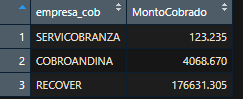 empresa_cob MontoCobrado
1 SERVICOBRANZA 123.235
2 COBROANDINA 4068.670
3 RECOVER 176631.305